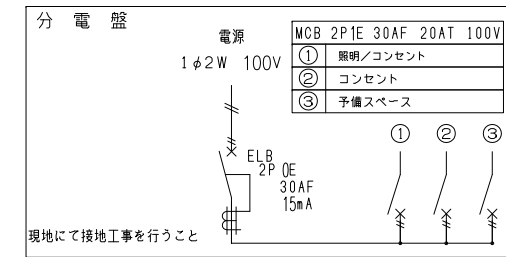 分電盤
電源
1φ2W 100V
MCB 2P1E 30AF 20AT 100V
① 照明/コンセント
② コンセント
③ 予備スペース
① ② ③
ELB
2P 0E
30AF
15mA
現地にて接地工事を行うこと